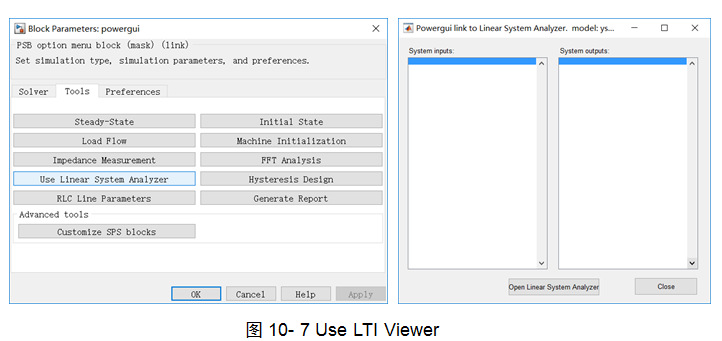 Block Parameters: powergui
PSB option menu block (mask) (link)
Set simulation type, simulation parameters, and preferences.
Solver Tools Preferences
Steady-State Initial State
Load Flow Machine Initialization
Impedance Measurement FFT Analysis
Use Linear System Analyzer Hysteresis Design
RLC Line Parameters Generate Report
Advanced tools
Customize SPS blocks
OK Cancel Help Apply
Powergui link to Linear System Analyzer. model: ys...
System inputs: System outputs:
Open Linear System Analyzer Close
图 10- 7 Use LTI Viewer